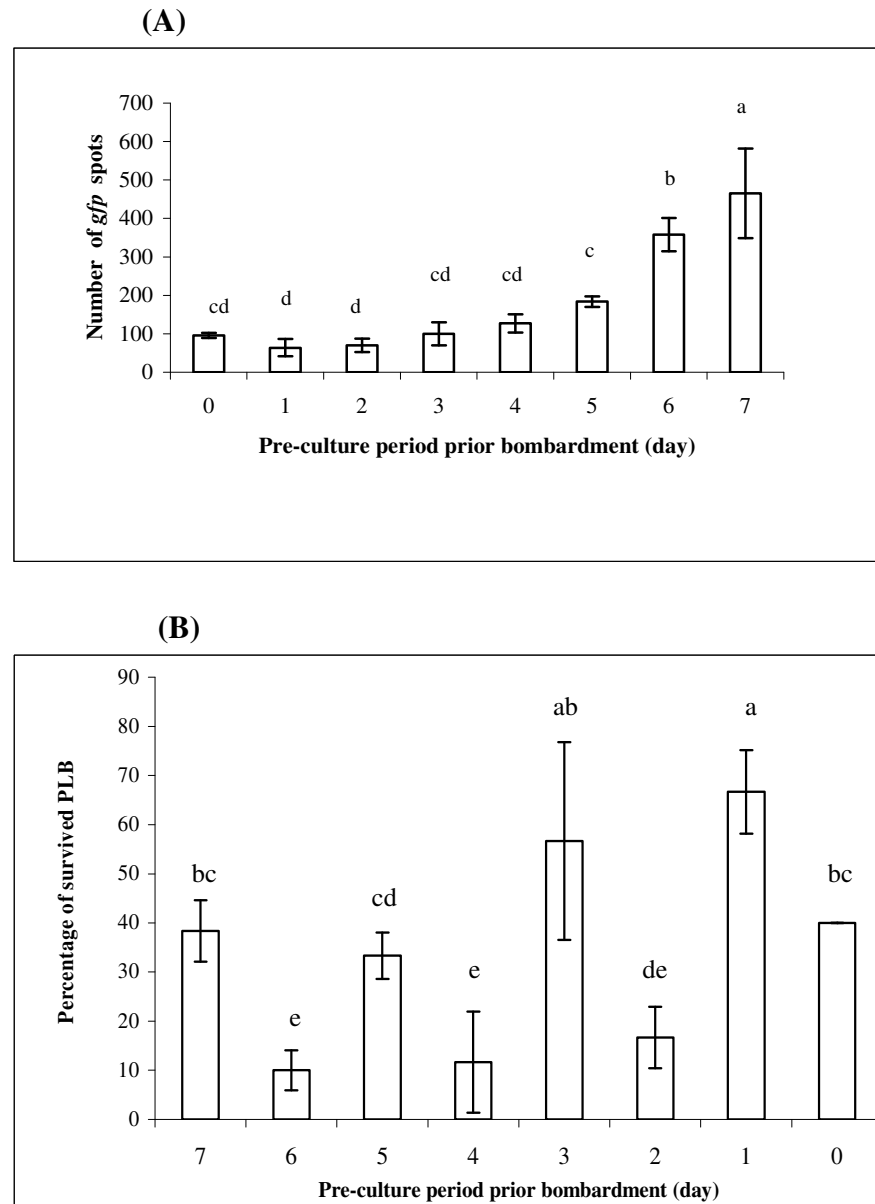 (A)
700
600
500
400
300
200
100
0
Number of gfp spots
cd
d
d
cd
cd
c
b
a
0 1 2 3 4 5 6 7
Pre-culture period prior bombardment (day)
(B)
90
80
70
60
50
40
30
20
10
0
Percentage of survived PLB
bc
e
cd
e
ab
de
a
bc
7 6 5 4 3 2 1 0
Pre-culture period prior bombardment (day)